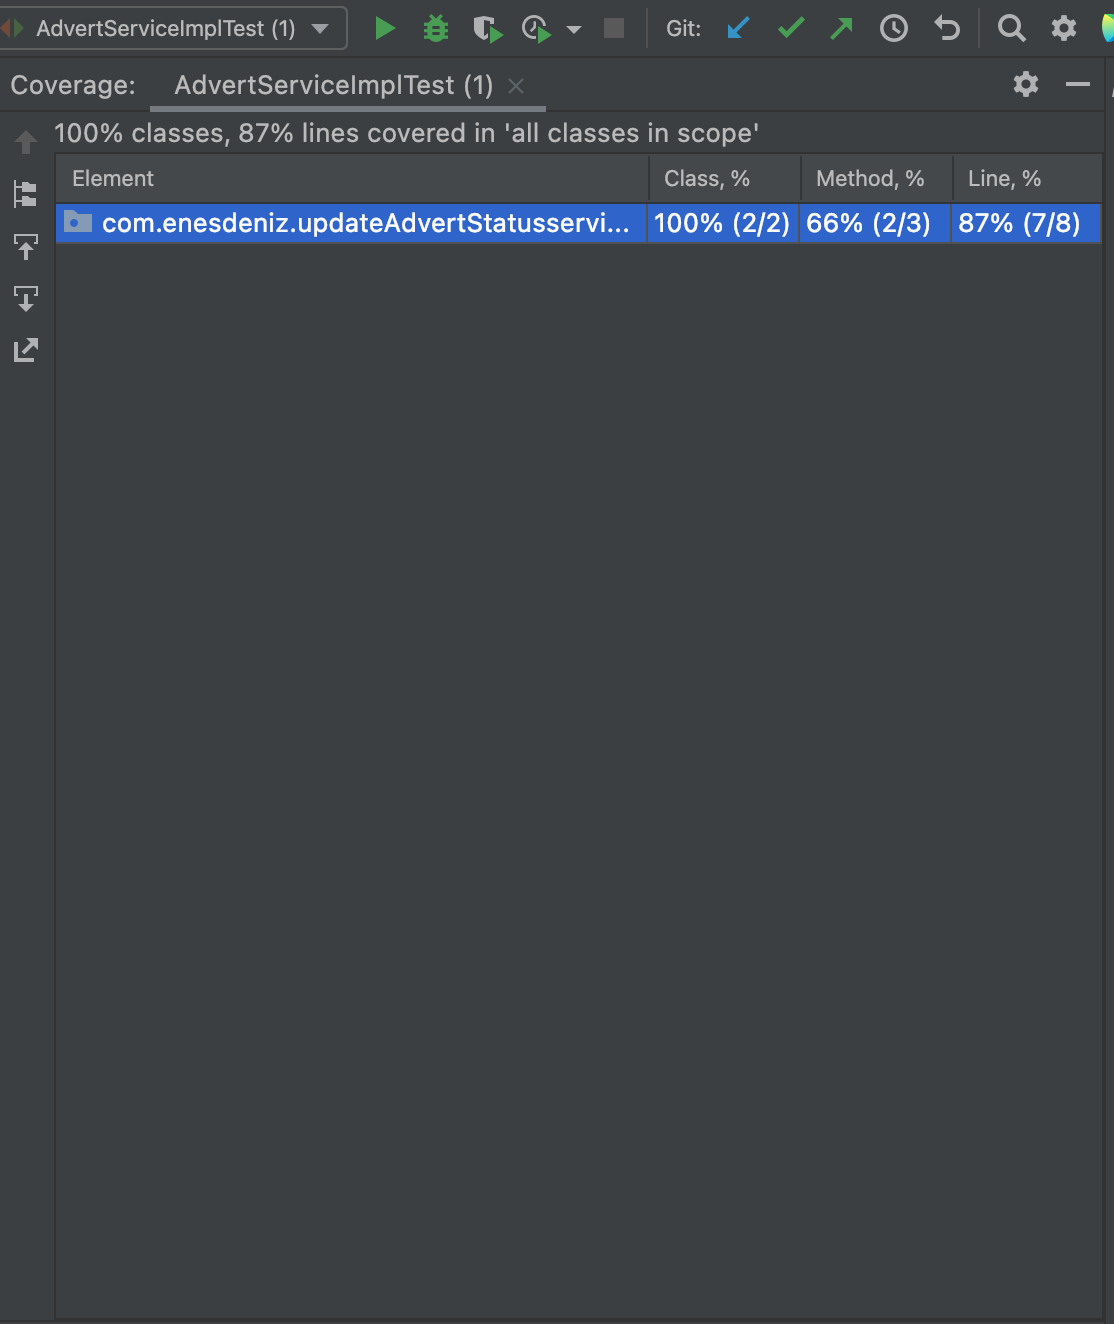 AdvertServiceImplTest (1) Git:
Coverage: AdvertServiceImplTest (1)
100% classes, 87% lines covered in 'all classes in scope'
Element Class, % Method, % Line, %
com.enesdeniz.updateAdvertStatusservi... 100% (2/2) 66% (2/3) 87% (7/8)